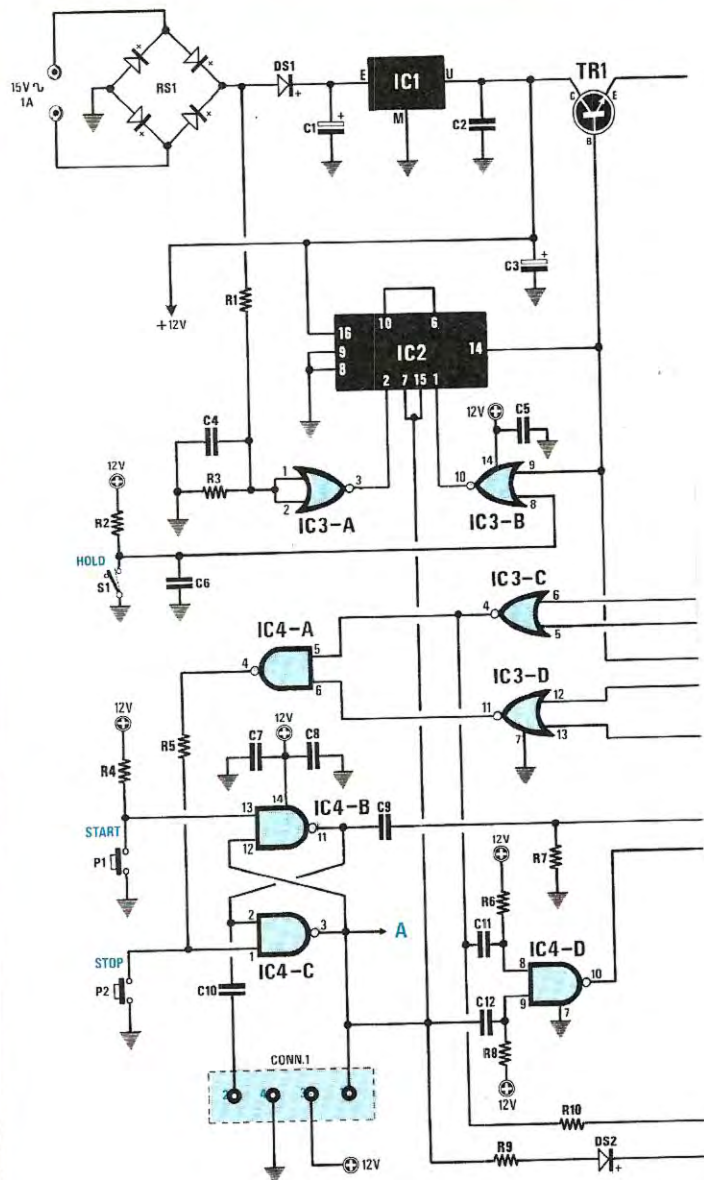 15V ~
1A
RS1
DS1
+
E
IC1
U
M
C1
+
C2
TR1
C
E
B
C3
+
+12V
R1
10
6
16
9
8
IC2
14
2
7
15
1
12V
C5
C4
R3
1
2
3
IC3-A
14
10
9
8
IC3-B
12V
R2
HOLD
S1
C6
IC3-C
4
6
5
IC4-A
4
5
6
IC3-D
11
12
13
7
12V
R4
R5
C7
12V
C8
14
IC4-B
13
12
11
C9
START
P1
R7
12V
R6
2
1
3
A
IC4-C
C11
IC4-D
8
9
10
7
STOP
P2
C10
C12
R8
12V
CONN.1
2
4
12V
R10
R9
DS2
+